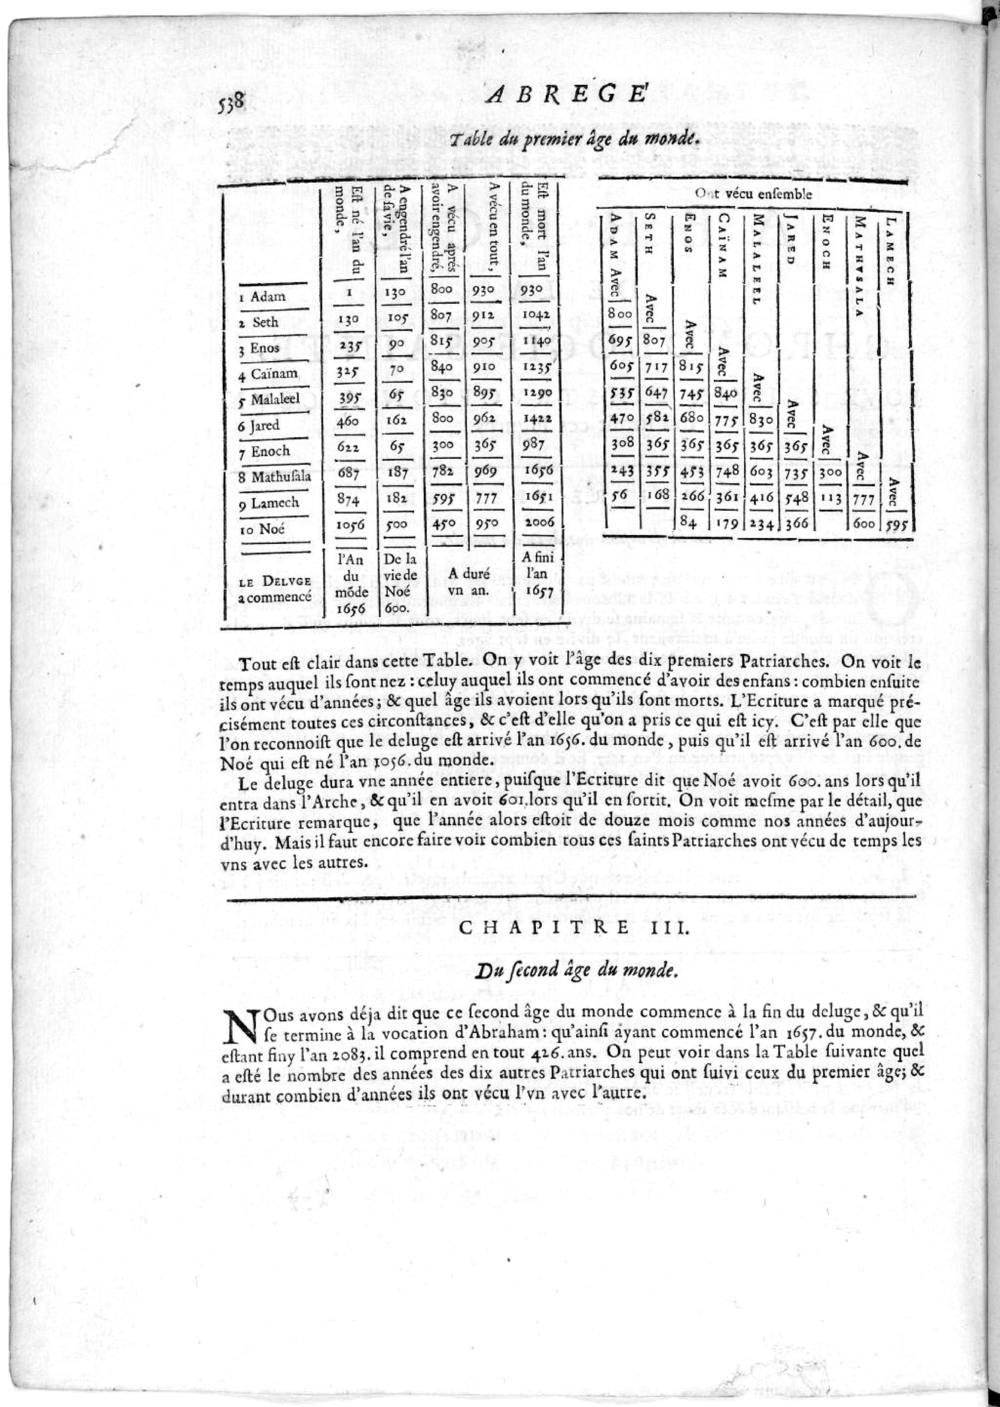 538
ABREGE'
Table du premier âge du monde.
Est né l'an du monde,
A engendré l'an de sa vie,
A vécu aprés avoir engendré,
A vécu en tout,
Est mort l'an du monde,
1 Adam 1 130 800 930 930
2 Seth 130 105 807 912 1042
3 Enos 235 90 815 905 1140
4 Caïnam 325 70 840 910 1235
5 Malaleel 395 65 830 895 1290
6 Jared 460 162 800 962 1422
7 Enoch 622 65 300 365 987
8 Mathusala 687 187 782 969 1656
9 Lamech 874 182 595 777 1651
10 Noé 1056 500 450 950 2006
LE DELVGE a commencé
l'An du mõde 1656
De la vie de Noé 600.
A duré vn an.
A fini l'an 1657
Ont vécu ensemble
ADAM Avec
SETH Avec
ENOS Avec
CAÏNAM Avec
MALALEEL Avec
JARED Avec
ENOCH Avec
MATHVSALA Avec
LAMECH Avec
800
695 807
605 717 815
535 647 745 840
470 582 680 775 830
308 365 365 365 365 365
243 355 453 748 603 735 300
56 168 266 361 416 548 113 777
84 179 234 366 600 595
Tout est clair dans cette Table. On y voit l'âge des dix premiers Patriarches. On voit le
temps auquel ils sont nez : celuy auquel ils ont commencé d'avoir des enfans : combien ensuite
ils ont vécu d'années ; & quel âge ils avoient lors qu'ils sont morts. L'Ecriture a marqué pré-
cisément toutes ces circonstances, & c'est d'elle qu'on a pris ce qui est icy. C'est par elle que
l'on reconnoist que le deluge est arrivé l'an 1656. du monde, puis qu'il est arrivé l'an 600. de
Noé qui est né l'an 1056. du monde.
Le deluge dura vne année entiere, puisque l'Ecriture dit que Noé avoit 600. ans lors qu'il
entra dans l'Arche, & qu'il en avoit 601. lors qu'il en sortit. On voit mesme par le détail, que
l'Ecriture remarque, que l'année alors estoit de douze mois comme nos années d'aujour-
d'huy. Mais il faut encore faire voir combien tous ces saints Patriarches ont vécu de temps les
vns avec les autres.
CHAPITRE III.
Du second âge du monde.
NOus avons déja dit que ce second âge du monde commence à la fin du deluge, & qu'il
se termine à la vocation d'Abraham : qu'ainsi ayant commencé l'an 1657. du monde, &
estant finy l'an 2083. il comprend en tout 426. ans. On peut voir dans la Table suivante quel
a esté le nombre des années des dix autres Patriarches qui ont suivi ceux du premier âge; &
durant combien d'années ils ont vécu l'vn avec l'autre.